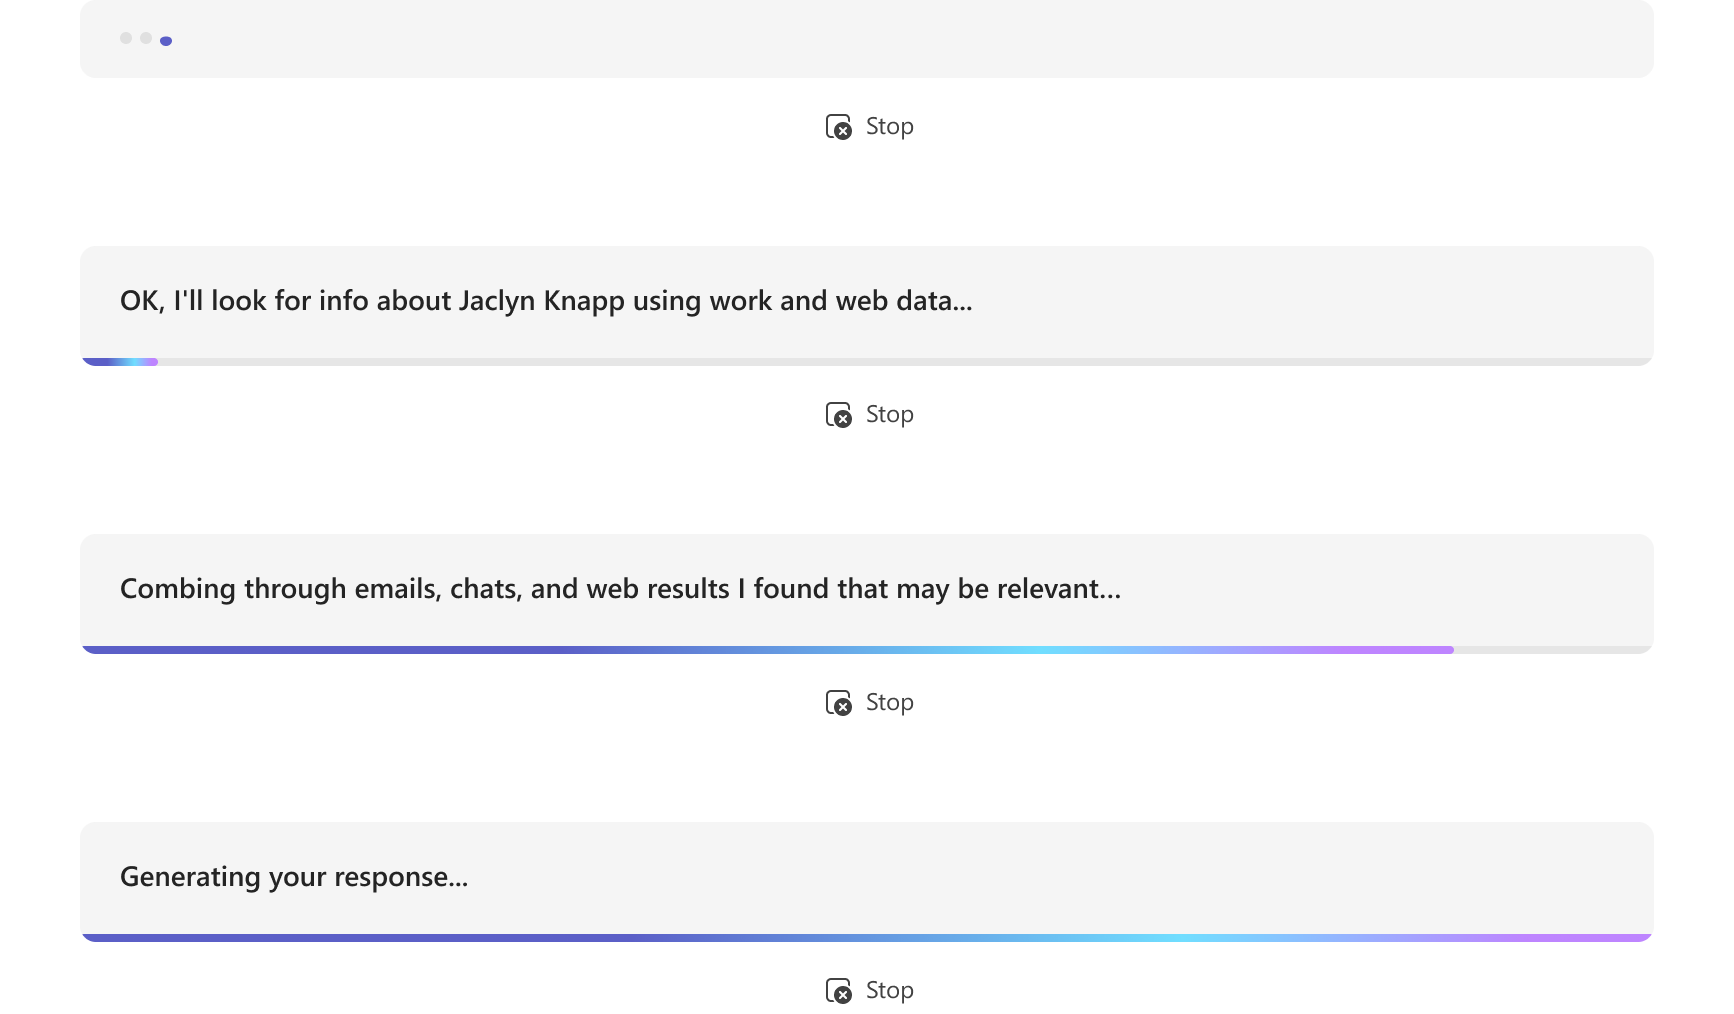 Stop
OK, I'll look for info about Jaclyn Knapp using work and web data...
Stop
Combing through emails, chats, and web results I found that may be relevant...
Stop
Generating your response...
Stop